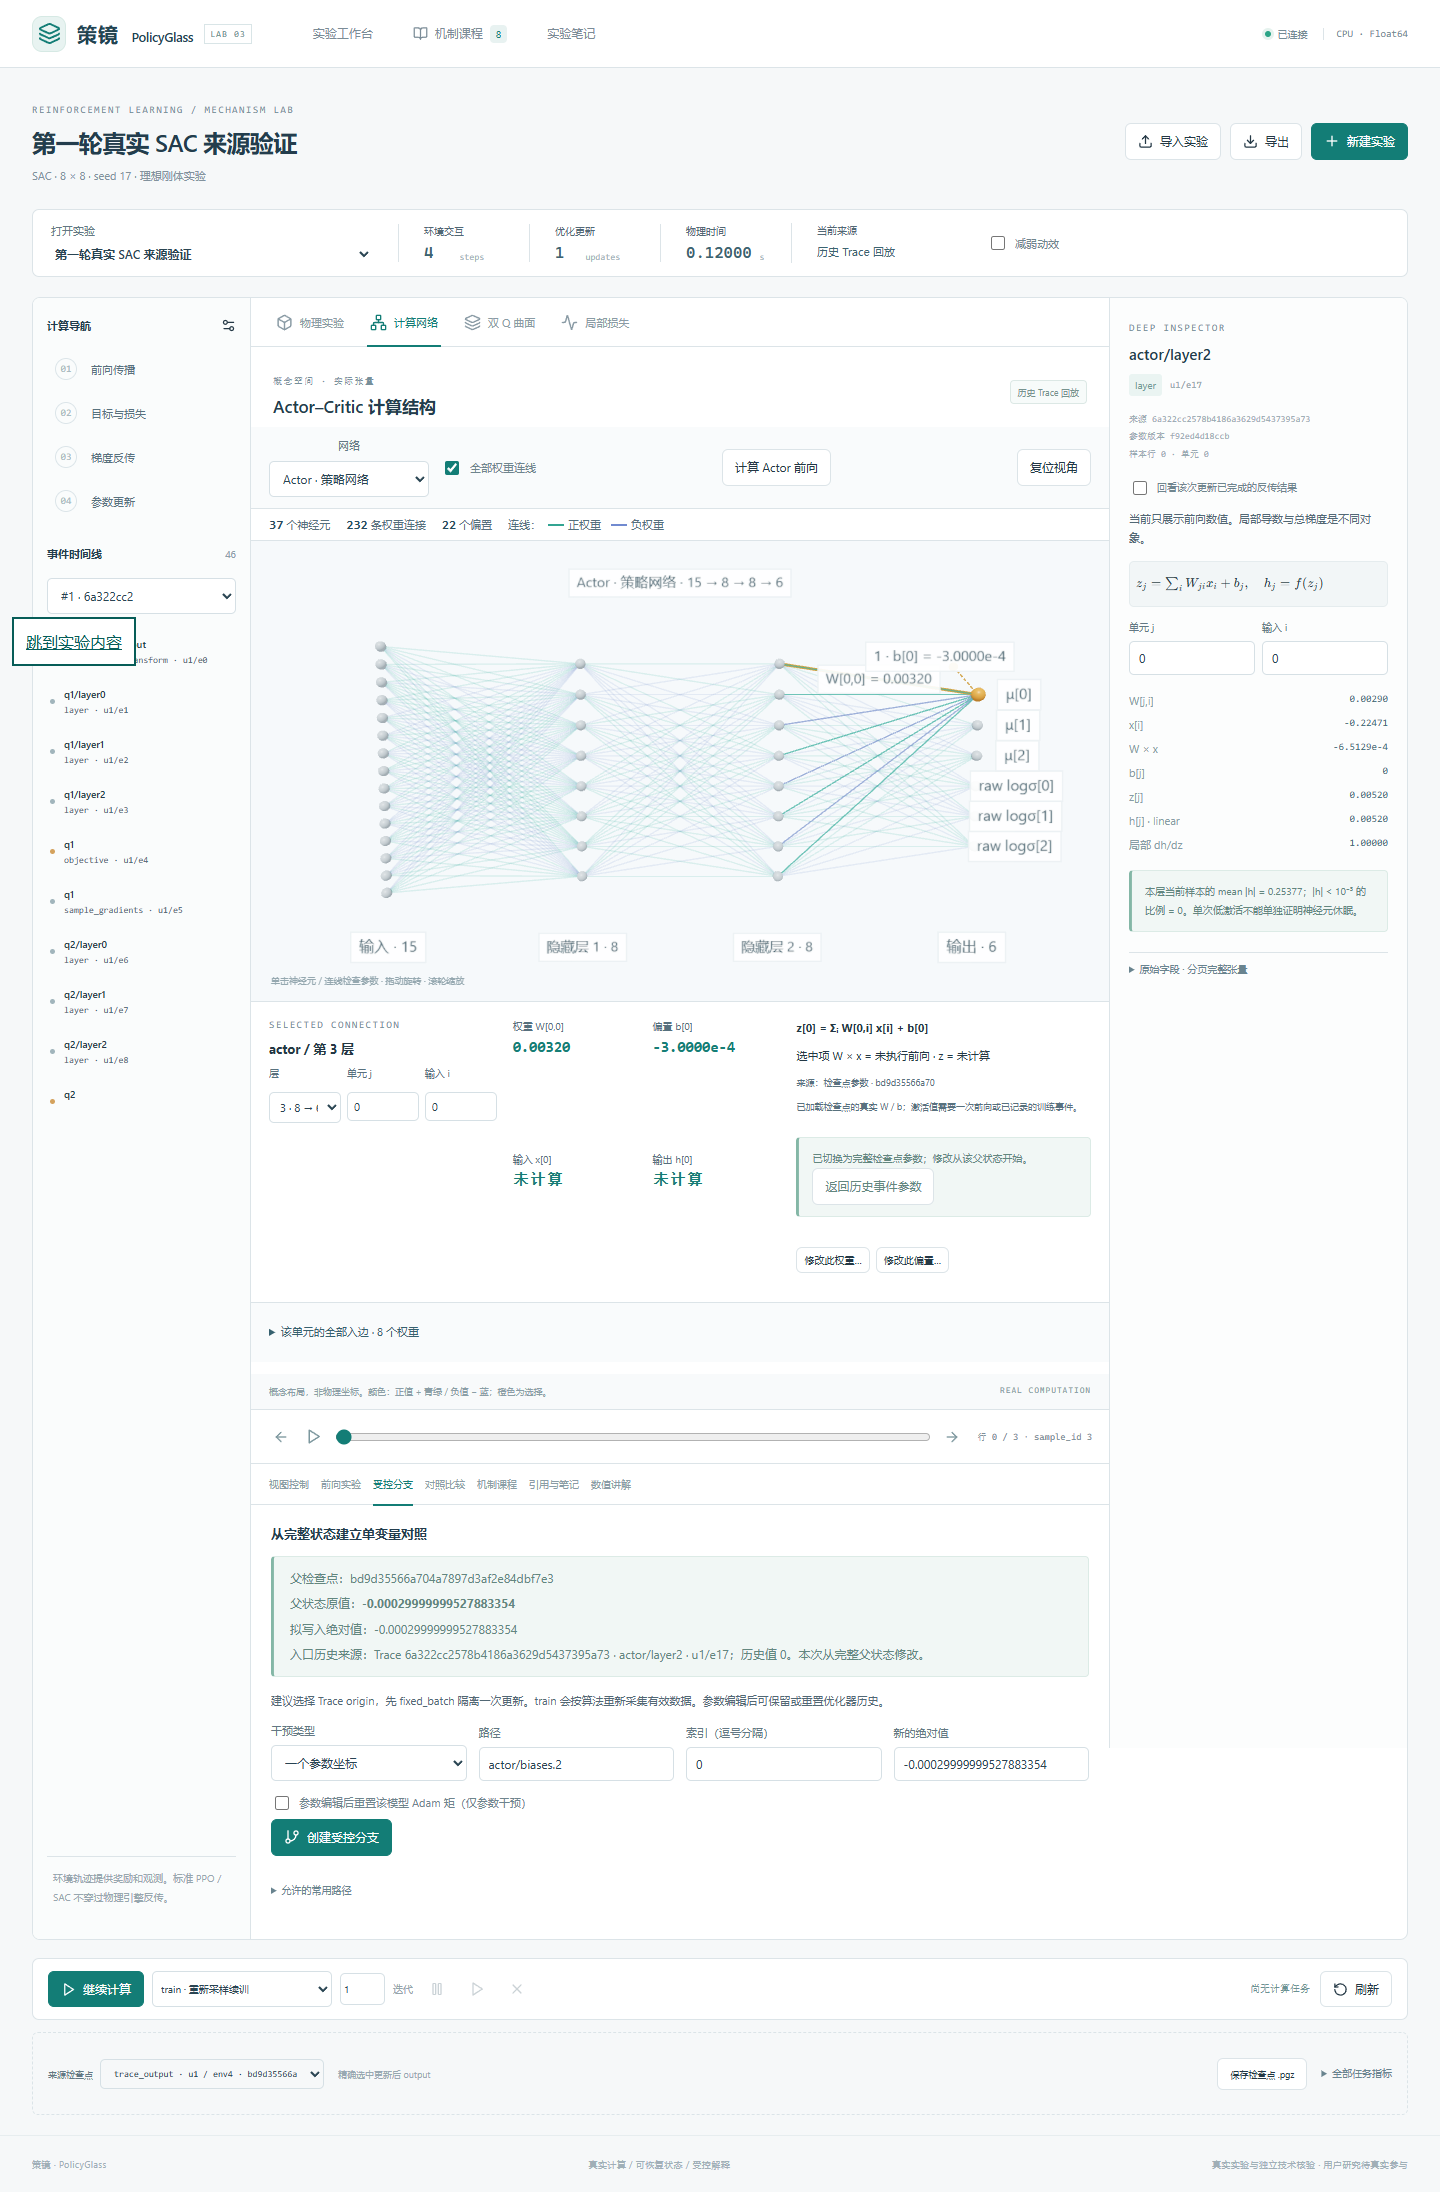 策镜 PolicyGlass LAB 03
实验工作台
机制课程 8
实验笔记
已连接
CPU · Float64
REINFORCEMENT LEARNING / MECHANISM LAB
第一轮真实 SAC 来源验证
SAC · 8 × 8 · seed 17 · 理想刚体实验
导入实验
导出
新建实验
打开实验
第一轮真实 SAC 来源验证
环境交互
4 steps
优化更新
1 updates
物理时间
0.12000 s
当前来源
历史 Trace 回放
减弱动效
计算导航
01 前向传播
02 目标与损失
03 梯度反传
04 参数更新
事件时间线 46
#1 · 6a322cc2
跳到实验内容
ut
ansform · u1/e0
q1/layer0
layer · u1/e1
q1/layer1
layer · u1/e2
q1/layer2
layer · u1/e3
q1
objective · u1/e4
q1
sample_gradients · u1/e5
q2/layer0
layer · u1/e6
q2/layer1
layer · u1/e7
q2/layer2
layer · u1/e8
q2
环境轨迹提供奖励和观测。标准 PPO /
SAC 不穿过物理引擎反传。
物理实验
计算网络
双 Q 曲面
局部损失
概念空间 · 实际张量
Actor–Critic 计算结构
历史 Trace 回放
网络
Actor · 策略网络
全部权重连线
计算 Actor 前向
复位视角
37 个神经元 232 条权重连接 22 个偏置 连线： 正权重 负权重
Actor · 策略网络 · 15 → 8 → 8 → 6
1 · b[0] = -3.0000e-4
W[0,0] = 0.00320
μ[0]
μ[1]
μ[2]
raw logσ[0]
raw logσ[1]
raw logσ[2]
输入 · 15
隐藏层 1 · 8
隐藏层 2 · 8
输出 · 6
单击神经元 / 连线检查参数 · 拖动旋转 · 滚轮缩放
SELECTED CONNECTION
actor / 第 3 层
层
单元 j
输入 i
3 · 8 → (
0
0
权重 W[0,0]
0.00320
偏置 b[0]
-3.0000e-4
输入 x[0]
未计算
输出 h[0]
未计算
z[0] = Σᵢ W[0,i] x[i] + b[0]
选中项 W × x = 未执行前向 · z = 未计算
来源：检查点参数 · bd9d35566a70
已加载检查点的真实 W / b；激活值需要一次前向或已记录的训练事件。
已切换为完整检查点参数；修改从该父状态开始。
返回历史事件参数
修改此权重…
修改此偏置…
该单元的全部入边 · 8 个权重
概念布局，非物理坐标。颜色：正值 + 青绿 / 负值 − 蓝；橙色为选择。
REAL COMPUTATION
行 0 / 3 · sample_id 3
视图控制
前向实验
受控分支
对照比较
机制课程
引用与笔记
数值讲解
从完整状态建立单变量对照
父检查点：bd9d35566a704a7897d3af2e84dbf7e3
父状态原值：-0.00029999999527883354
拟写入绝对值：-0.00029999999527883354
入口历史来源：Trace 6a322cc2578b4186a3629d5437395a73 · actor/layer2 · u1/e17；历史值 0。本次从完整父状态修改。
建议选择 Trace origin，先 fixed_batch 隔离一次更新。train 会按算法重新采集有效数据。参数编辑后可保留或重置优化器历史。
干预类型
路径
索引（逗号分隔）
新的绝对值
一个参数坐标
actor/biases.2
0
-0.00029999999527883354
参数编辑后重置该模型 Adam 矩（仅参数干预）
创建受控分支
允许的常用路径
DEEP INSPECTOR
actor/layer2
layer u1/e17
来源 6a322cc2578b4186a3629d5437395a73
参数版本 f92ed4d18ccb
样本行 0 · 单元 0
回看该次更新已完成的反传结果
当前只展示前向数值。局部导数与总梯度是不同对
象。
zⱼ = ∑ᵢ Wⱼᵢxᵢ + bⱼ, hⱼ = f(zⱼ)
单元 j
输入 i
0
0
W[j,i] 0.00290
x[i] -0.22471
W × x -6.5129e-4
b[j] 0
z[j] 0.00520
h[j] · linear 0.00520
局部 dh/dz 1.00000
本层当前样本的 mean |h| = 0.25377；|h| < 10⁻³ 的
比例 = 0。单次低激活不能单独证明神经元休眠。
原始字段 · 分页完整张量
继续计算
train · 重新采样续训
1
迭代
尚无计算任务
刷新
来源检查点
trace_output · u1 / env4 · bd9d35566a
精确选中更新后 output
保存检查点 .pgz
全部任务指标
策镜 · PolicyGlass
真实计算 / 可恢复状态 / 受控解释
真实实验与独立技术核验 · 用户研究待真实参与